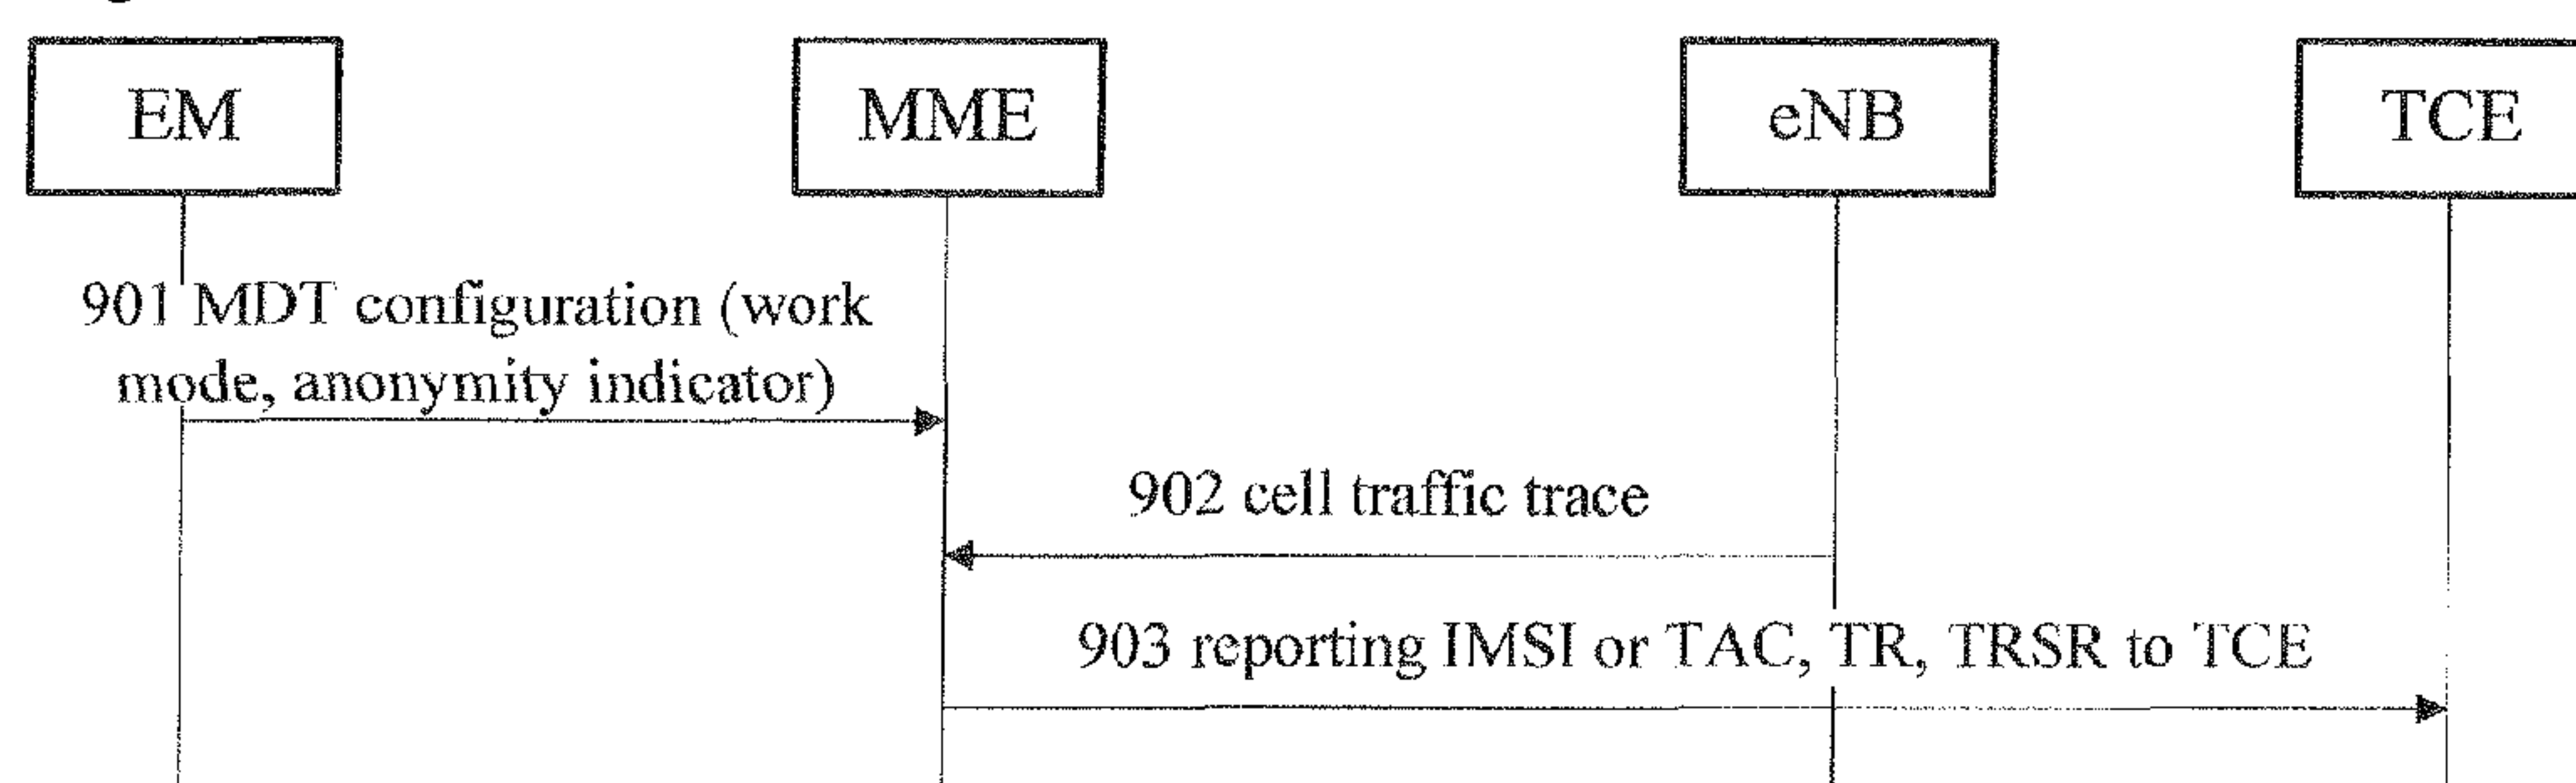 EM
MME
eNB
TCE
901 MDT configuration (work
mode, anonymity indicator)
902 cell traffic trace
903 reporting IMSI or TAC, TR, TRSR to TCE